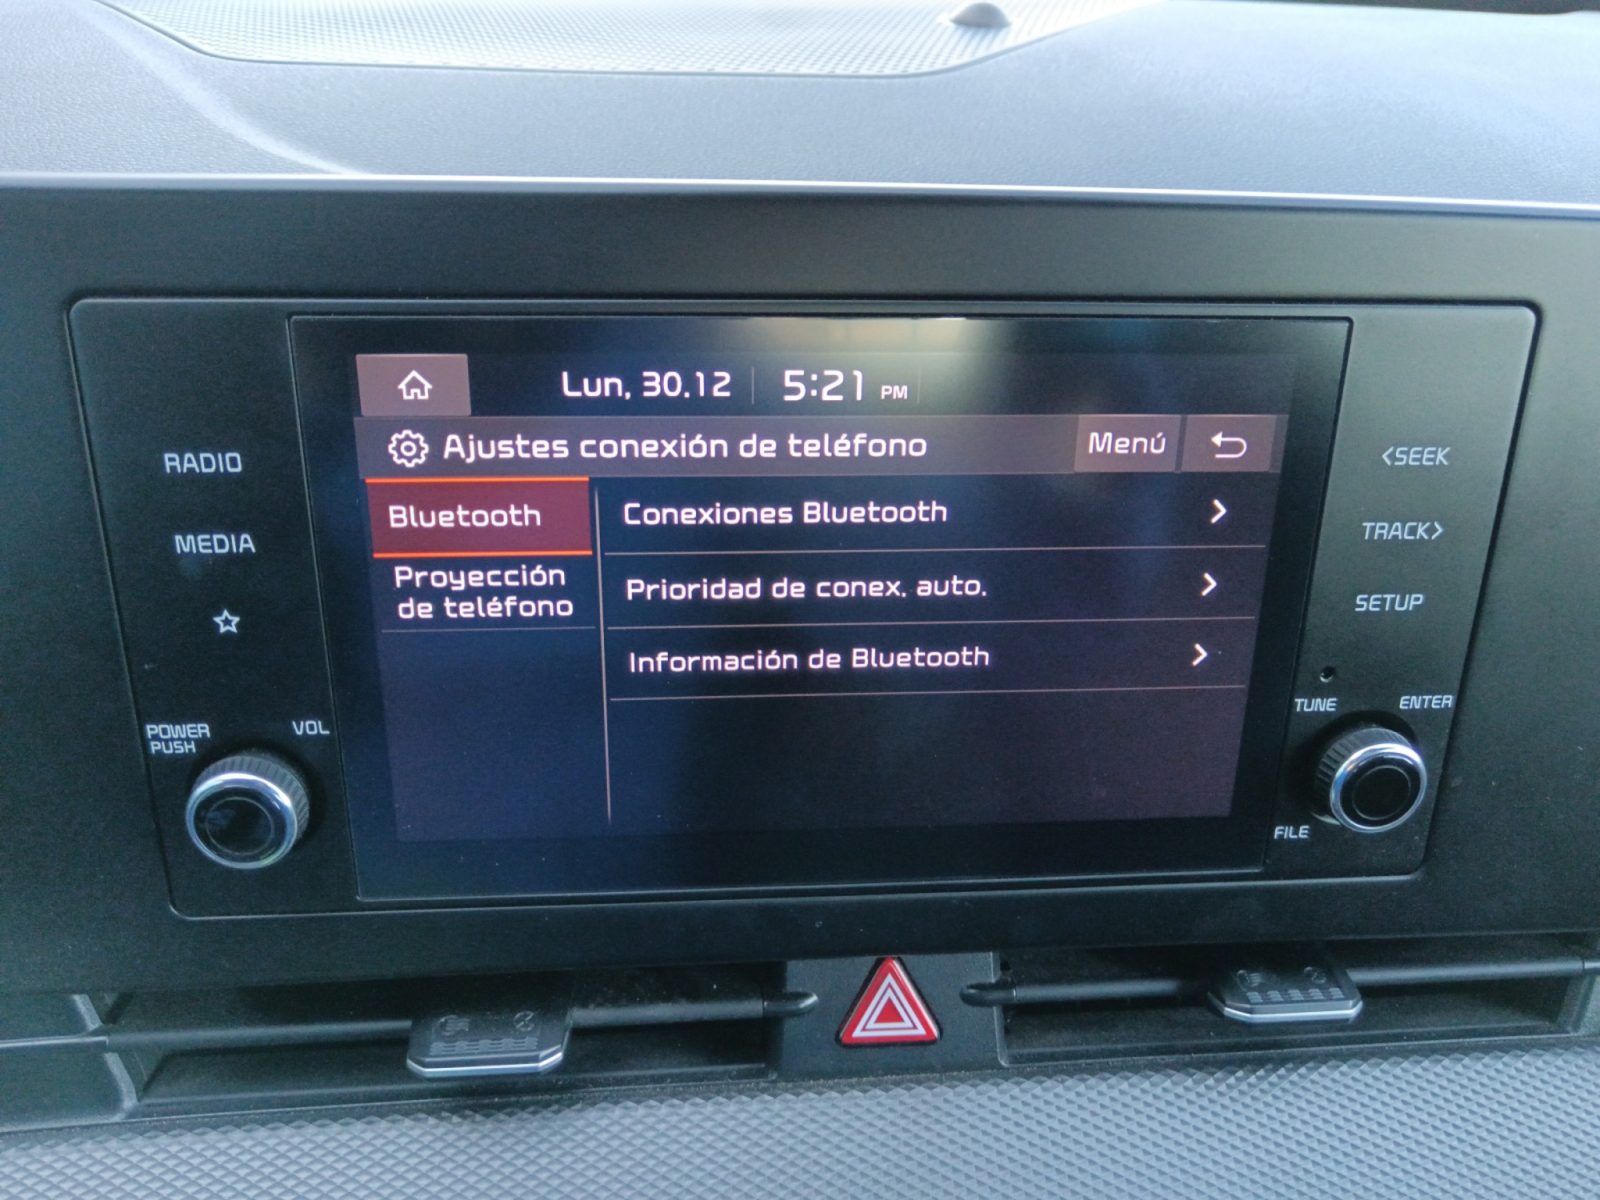 Lun, 30.12 5:21 PM
Ajustes conexión de teléfono Menú
Bluetooth
Proyección
de teléfono
Conexiones Bluetooth
Prioridad de conex. auto.
Información de Bluetooth
RADIO
MEDIA
POWER
PUSH
VOL
<SEEK
TRACK>
SETUP
TUNE
ENTER
FILE